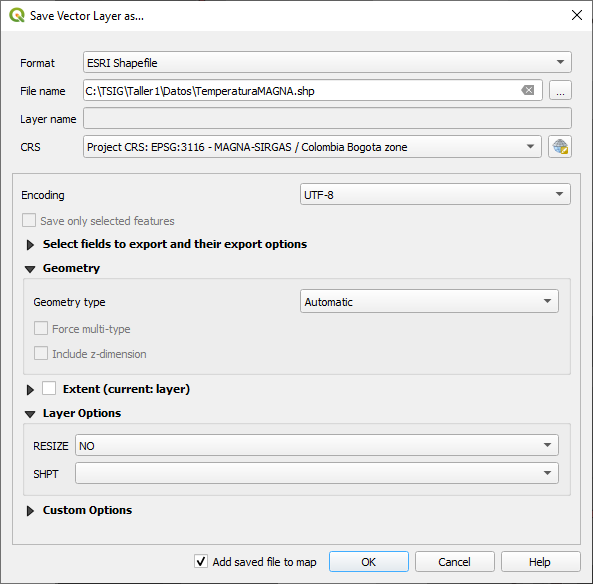 Save Vector Layer as...
Format ESRI Shapefile
File name C:\TSIG\Taller1\Datos\TemperaturaMAGNA.shp ...
Layer name
CRS Project CRS: EPSG:3116 - MAGNA-SIRGAS / Colombia Bogota zone
Encoding UTF-8
Save only selected features
Select fields to export and their export options
Geometry
Geometry type Automatic
Force multi-type
Include z-dimension
Extent (current: layer)
Layer Options
RESIZE NO
SHPT
Custom Options
Add saved file to map OK Cancel Help